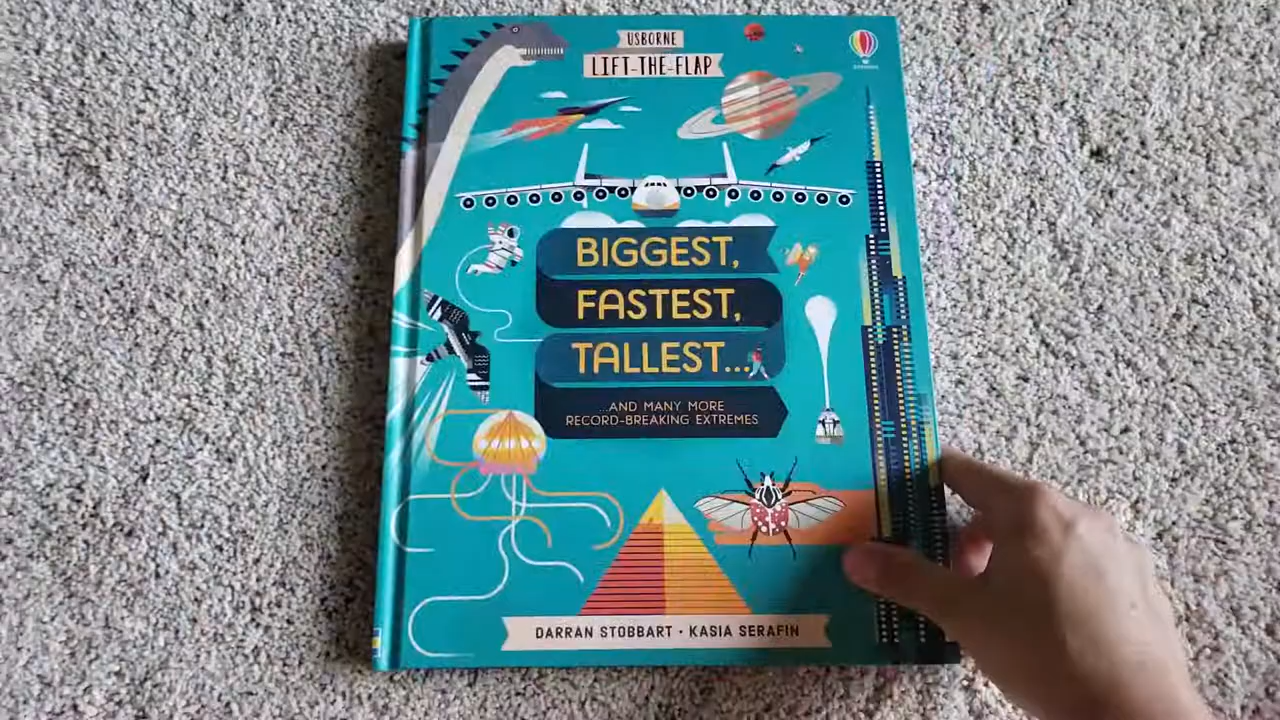 USBORNE
LIFT-THE-FLAP
BIGGEST,
FASTEST,
TALLEST...
...AND MANY MORE
RECORD-BREAKING EXTREMES
DARRAN STOBBART · KASIA SERAFIN